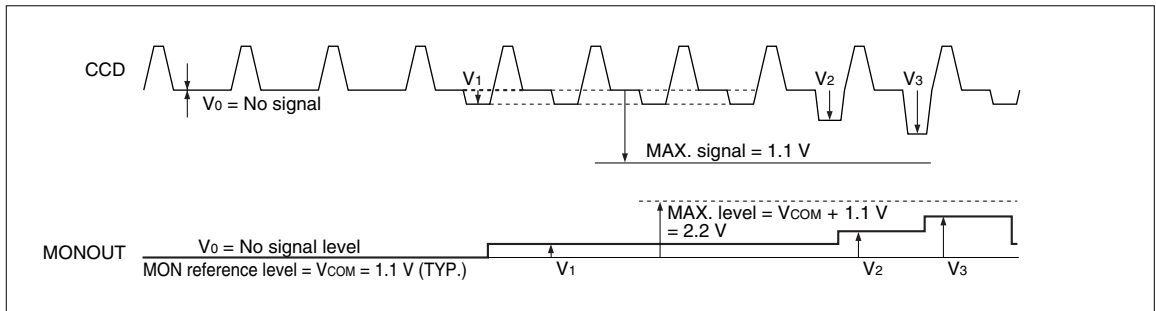 V1
V2
V3
CCD
V0 = No signal
MAX. signal = 1.1 V
MAX. level = VCOM + 1.1 V
= 2.2 V
V0 = No signal level
MONOUT
MON reference level = VCOM = 1.1 V (TYP.)
V1
V2
V3